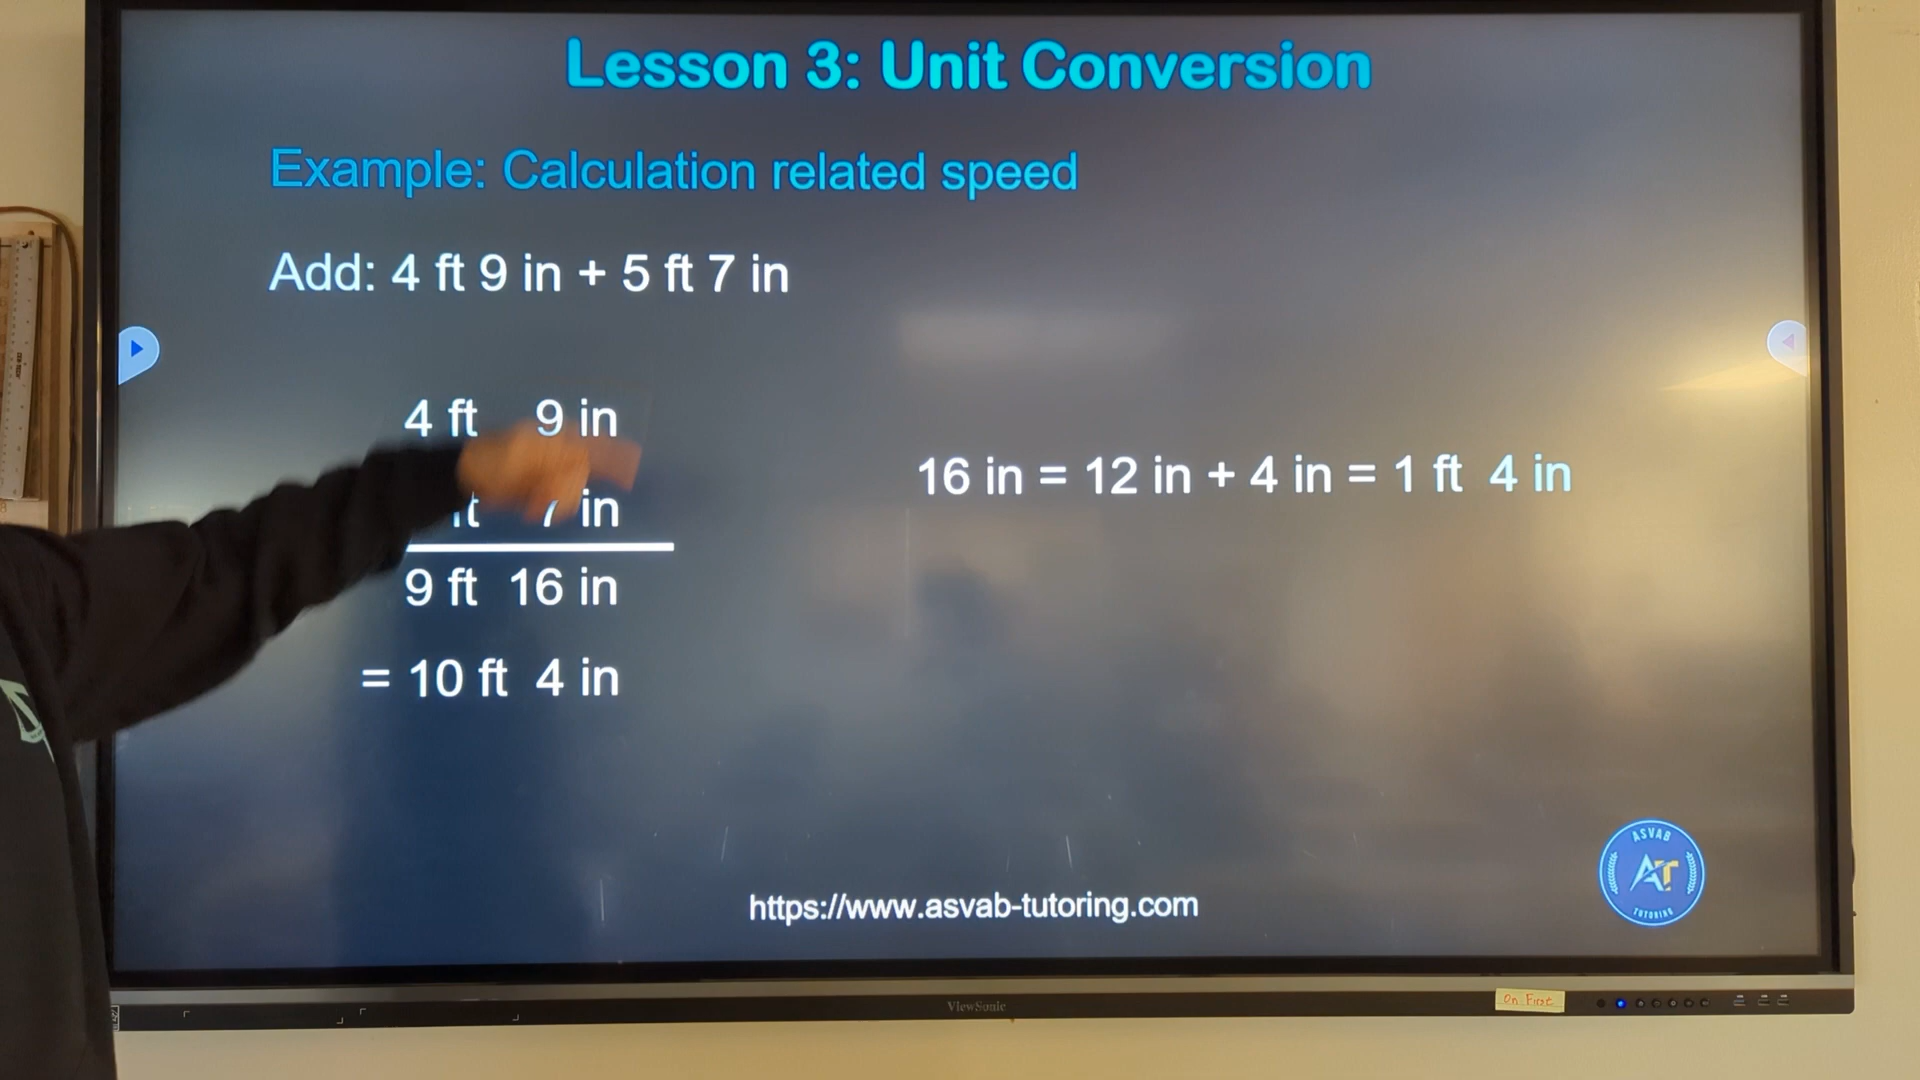 Lesson 3: Unit Conversion
Example: Calculation related speed
Add: 4 ft 9 in + 5 ft 7 in
4 ft 9 in
ft 7 in
9 ft 16 in
= 10 ft 4 in
16 in = 12 in + 4 in = 1 ft 4 in
https://www.asvab-tutoring.com
ASVAB
AT
TUTORING
ViewSonic
On First